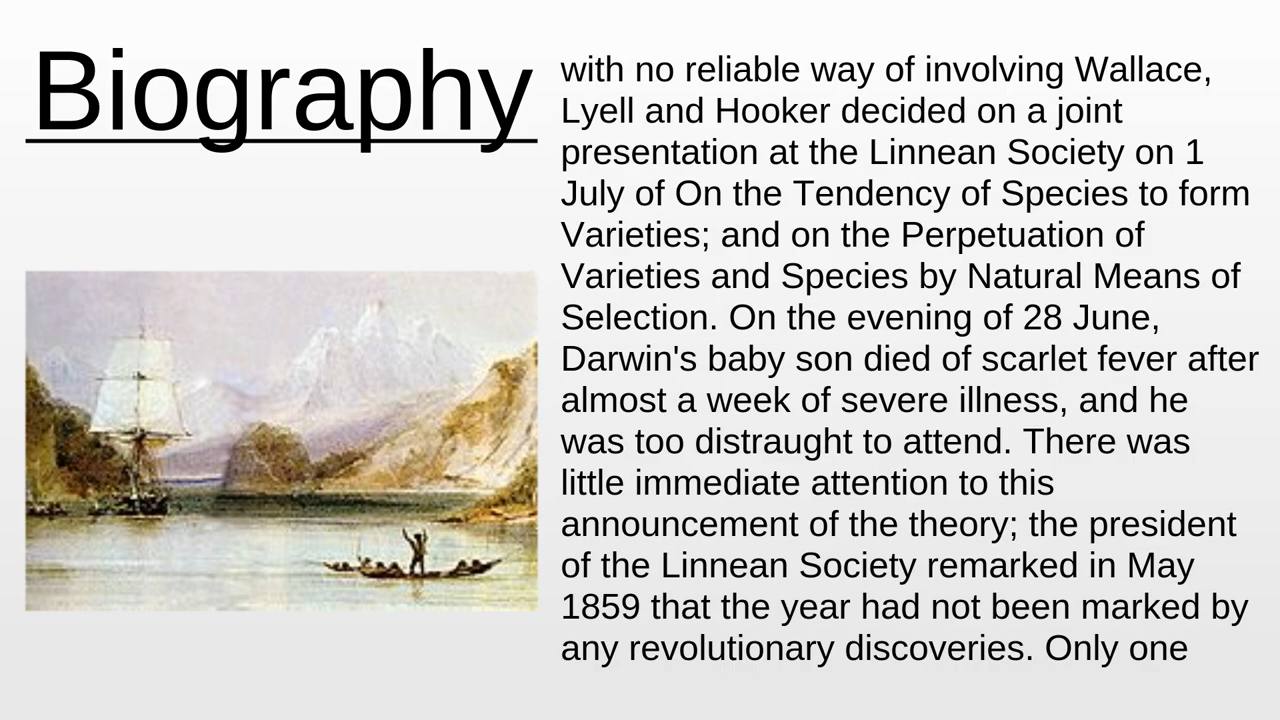 Biography
with no reliable way of involving Wallace,
Lyell and Hooker decided on a joint
presentation at the Linnean Society on 1
July of On the Tendency of Species to form
Varieties; and on the Perpetuation of
Varieties and Species by Natural Means of
Selection. On the evening of 28 June,
Darwin's baby son died of scarlet fever after
almost a week of severe illness, and he
was too distraught to attend. There was
little immediate attention to this
announcement of the theory; the president
of the Linnean Society remarked in May
1859 that the year had not been marked by
any revolutionary discoveries. Only one